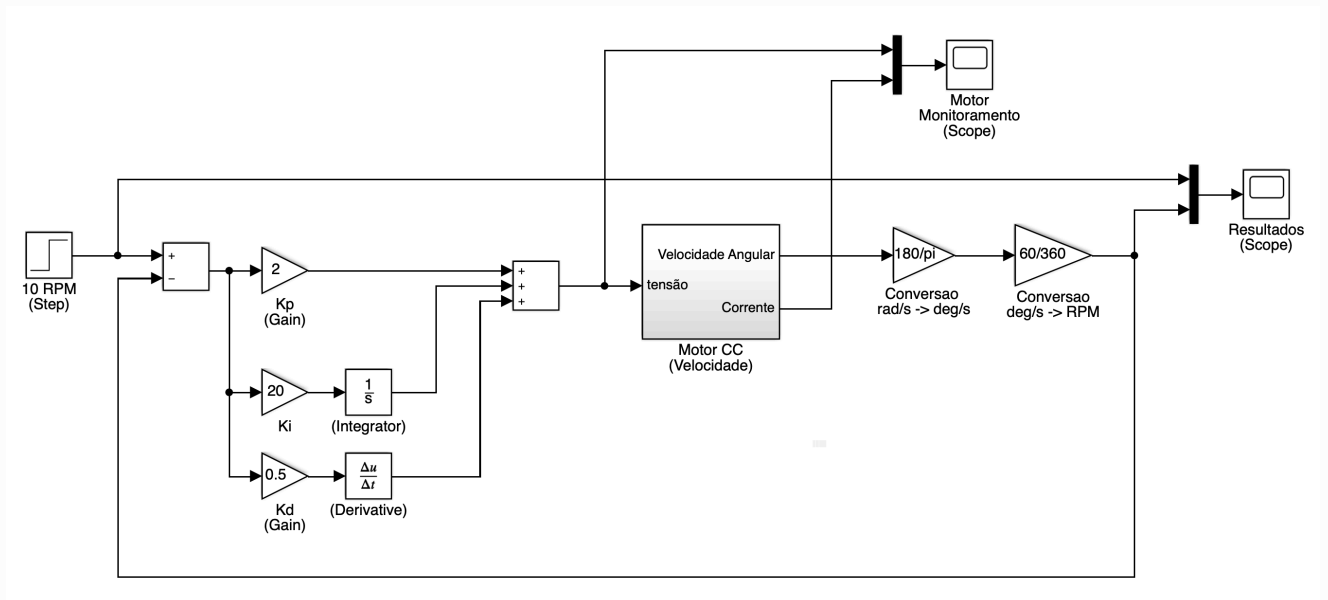 Motor
Monitoramento
(Scope)
Resultados
(Scope)
10 RPM
(Step)
+
−
2
Kp
(Gain)
20
Ki
1
s
(Integrator)
0.5
Kd
(Gain)
Δu
Δt
(Derivative)
+
+
+
Velocidade Angular
tensão
Corrente
Motor CC
(Velocidade)
180/pi
Conversao
rad/s -> deg/s
60/360
Conversao
deg/s -> RPM